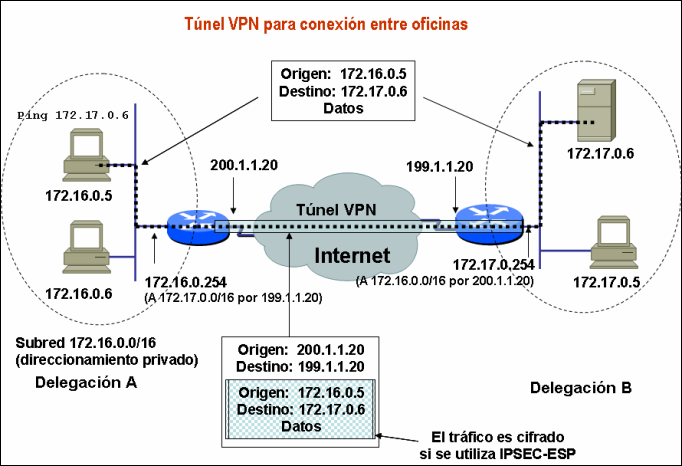 Túnel VPN para conexión entre oficinas
Origen: 172.16.0.5
Destino: 172.17.0.6
Datos
Ping 172.17.0.6
172.16.0.5
200.1.1.20
199.1.1.20
172.17.0.6
Túnel VPN
Internet
172.16.0.6
172.16.0.254
(A 172.17.0.0/16 por 199.1.1.20)
172.17.0.254
(A 172.16.0.0/16 por 200.1.1.20)
172.17.0.5
Subred 172.16.0.0/16
(direccionamiento privado)
Delegación A
Origen: 200.1.1.20
Destino: 199.1.1.20
Origen: 172.16.0.5
Destino: 172.17.0.6
Datos
Delegación B
El tráfico es cifrado
si se utiliza IPSEC-ESP